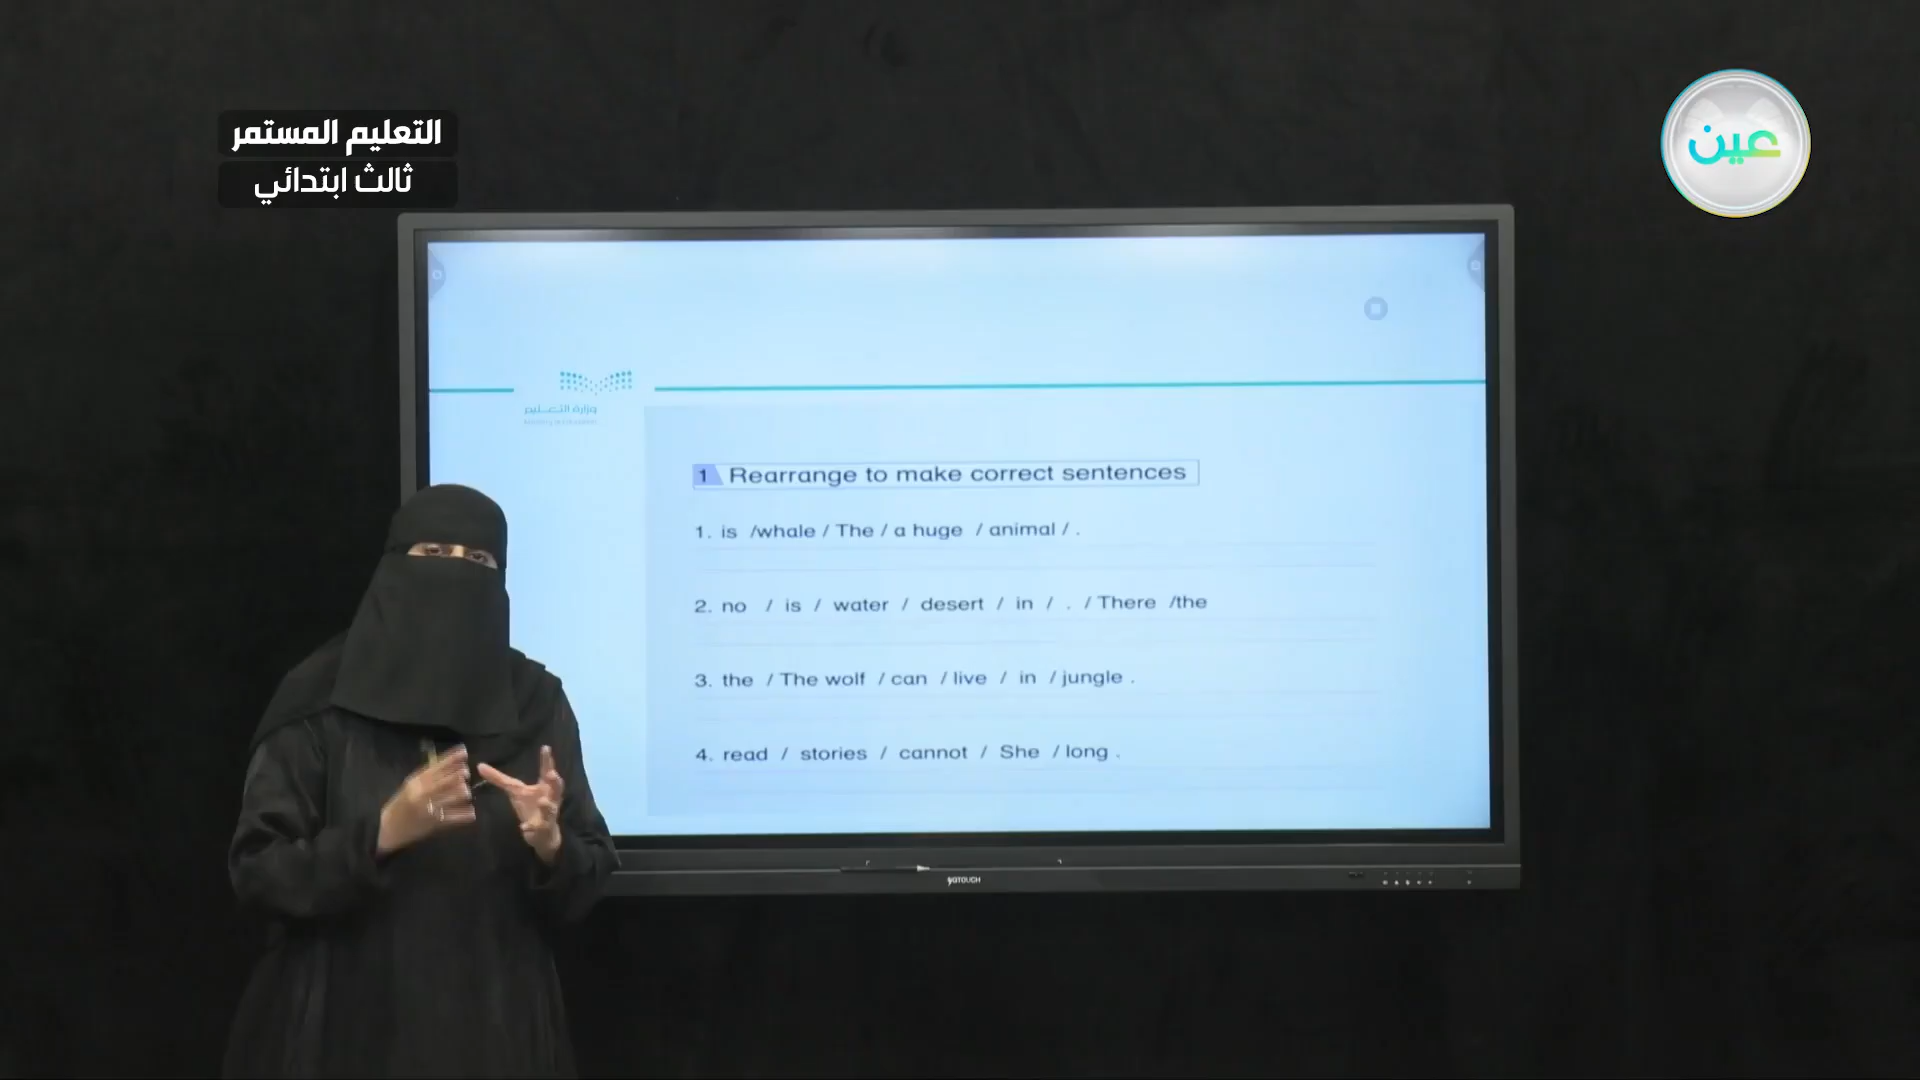 التعليم المستمر
ثالث ابتدائي
عين
وزارة التعليم
1 Rearrange to make correct sentences
1. is /whale / The / a huge / animal / .
2. no / is / water / desert / in / . / There /the
3. the / The wolf / can / live / in / jungle .
4. read / stories / cannot / She / long .